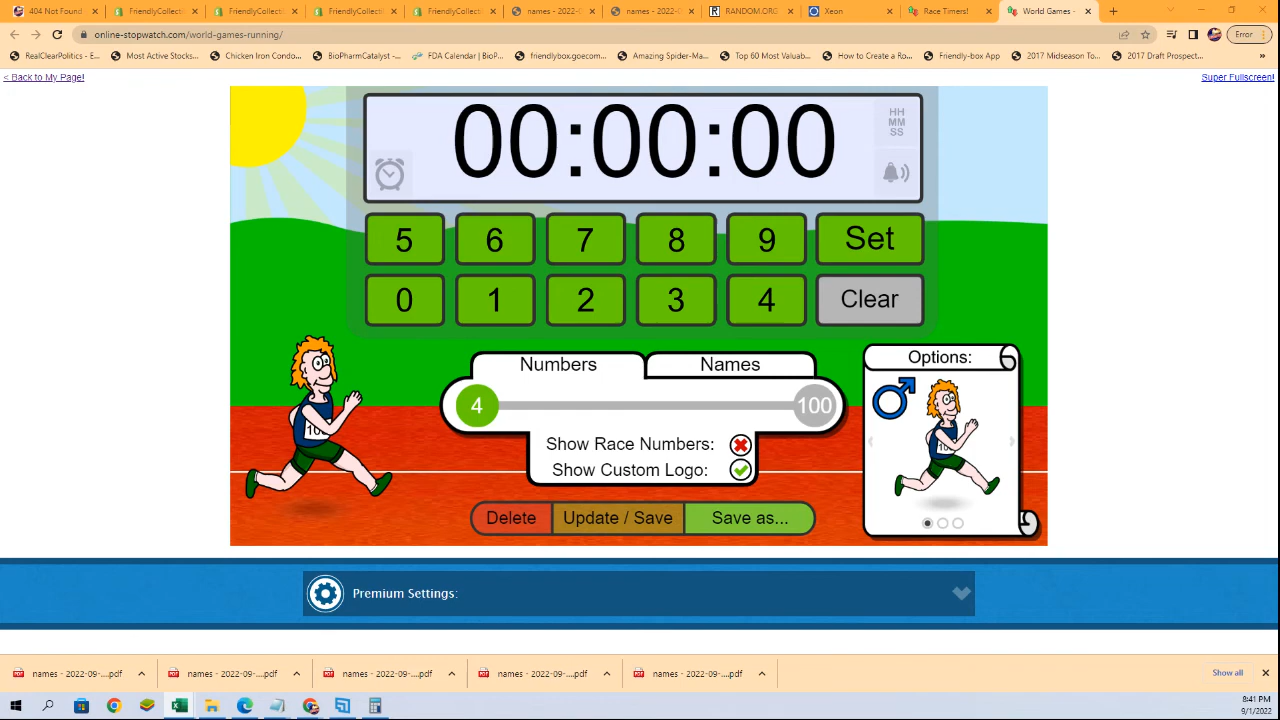 404 Not Found
FriendlyCollecti
FriendlyCollecti
FriendlyCollecti
FriendlyCollecti
names - 2022-0
names - 2022-0
RANDOM.ORG
Xeon
Race Timers!
World Games -
online-stopwatch.com/world-games-running/
Error
RealClearPolitics - E...
Most Active Stocks...
Chicken Iron Condo...
BioPharmCatalyst -...
FDA Calendar | BioP...
friendlybox.goecom...
Amazing Spider-Ma...
Top 60 Most Valuab...
How to Create a Ro...
Friendly-box App
2017 Midseason To...
2017 Draft Prospect...
»
< Back to My Page!
Super Fullscreen!
00:00:00
HH
MM
SS
5 6 7 8 9 Set
0 1 2 3 4 Clear
Numbers Names
Options:
4 100
Show Race Numbers:
Show Custom Logo:
Delete Update / Save Save as...
Premium Settings:
names - 2022-09-....pdf
names - 2022-09-....pdf
names - 2022-09-....pdf
names - 2022-09-....pdf
names - 2022-09-....pdf
Show all
8:41 PM
9/1/2022